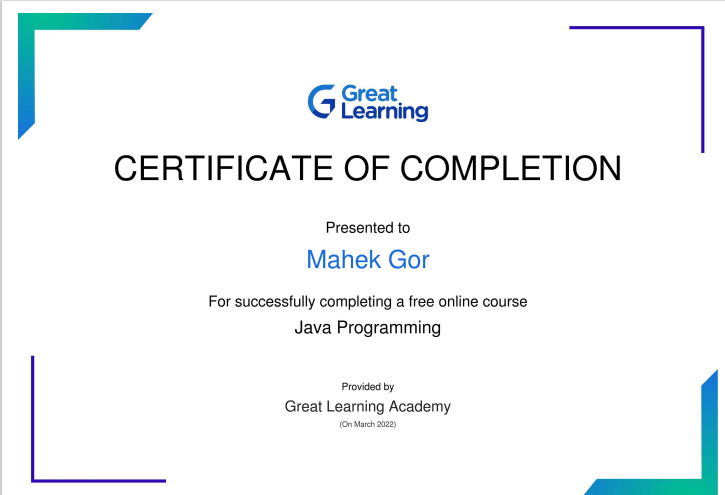 Great
Learning
CERTIFICATE OF COMPLETION
Presented to
Mahek Gor
For successfully completing a free online course
Java Programming
Provided by
Great Learning Academy
(On March 2022)